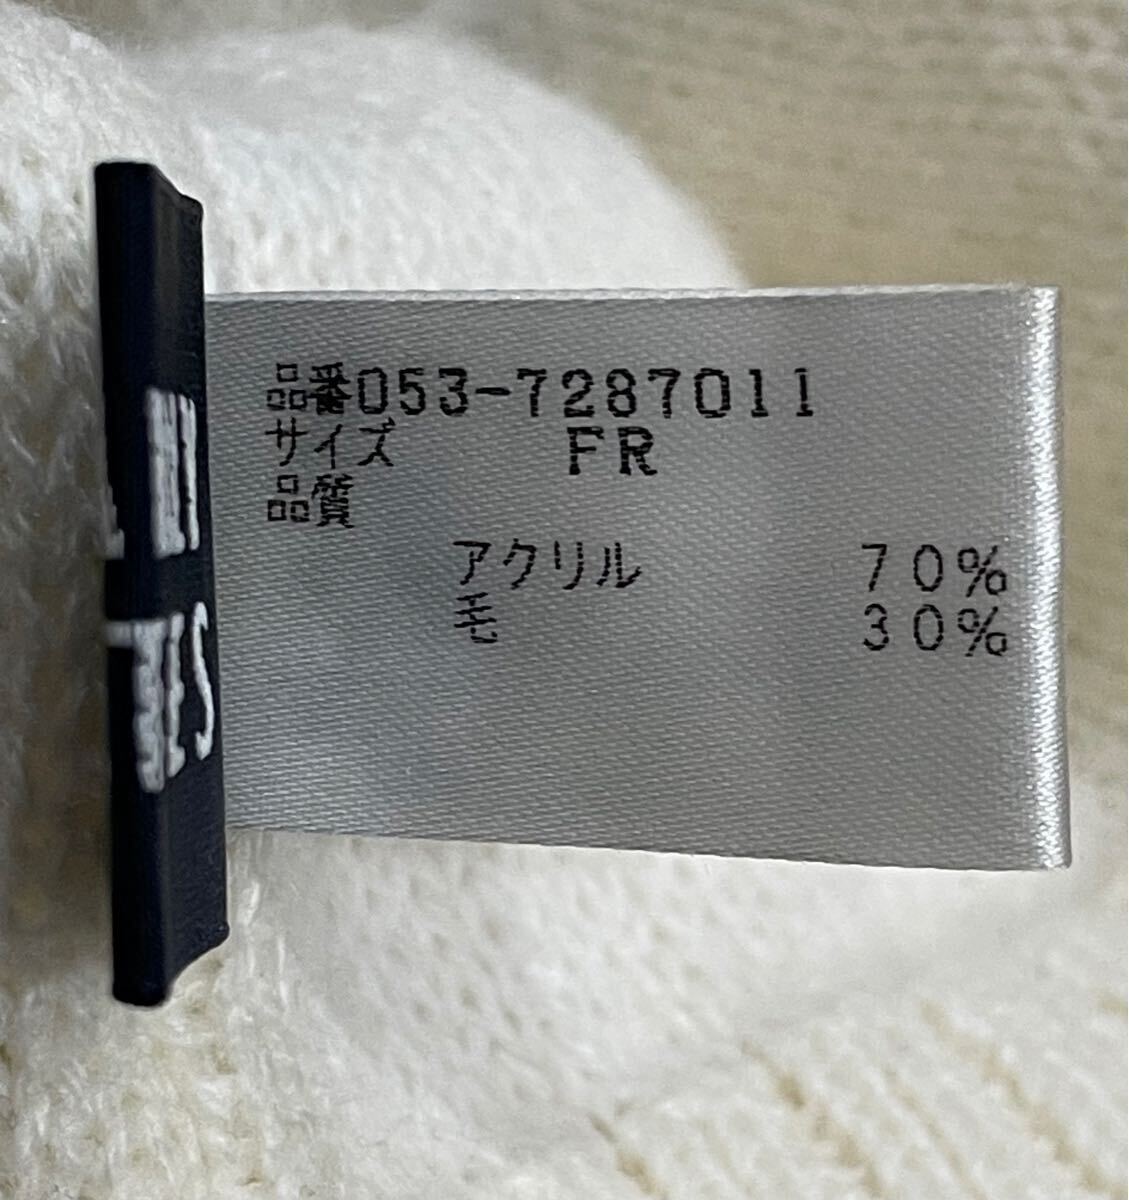 品番053-7287011
サイズ FR
品質
アクリル 70%
毛 30%